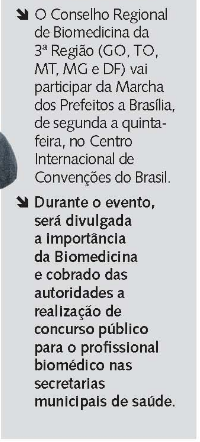 ➘ O Conselho Regional
de Biomedicina da
3ª Região (GO, TO,
MT, MG e DF) vai
participar da Marcha
dos Prefeitos a Brasília,
de segunda a quinta-
feira, no Centro
Internacional de
Convenções do Brasil.
➘ Durante o evento,
será divulgada
a importância
da Biomedicina
e cobrado das
autoridades a
realização de
concurso público
para o profissional
biomédico nas
secretarias
municipais de saúde.